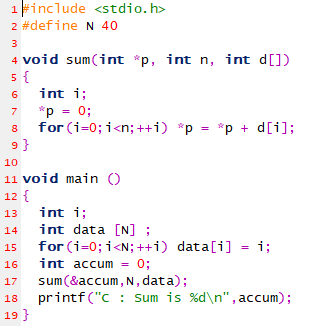 1 #include <stdio.h>
2 #define N 40
3
4 void sum(int *p, int n, int d[])
5 {
6   int i;
7   *p = 0;
8   for(i=0;i<n;++i) *p = *p + d[i];
9 }
10
11 void main ()
12 {
13   int i;
14   int data [N] ;
15   for(i=0;i<N;++i) data[i] = i;
16   int accum = 0;
17   sum(&accum,N,data);
18   printf("C : Sum is %d\n",accum);
19 }